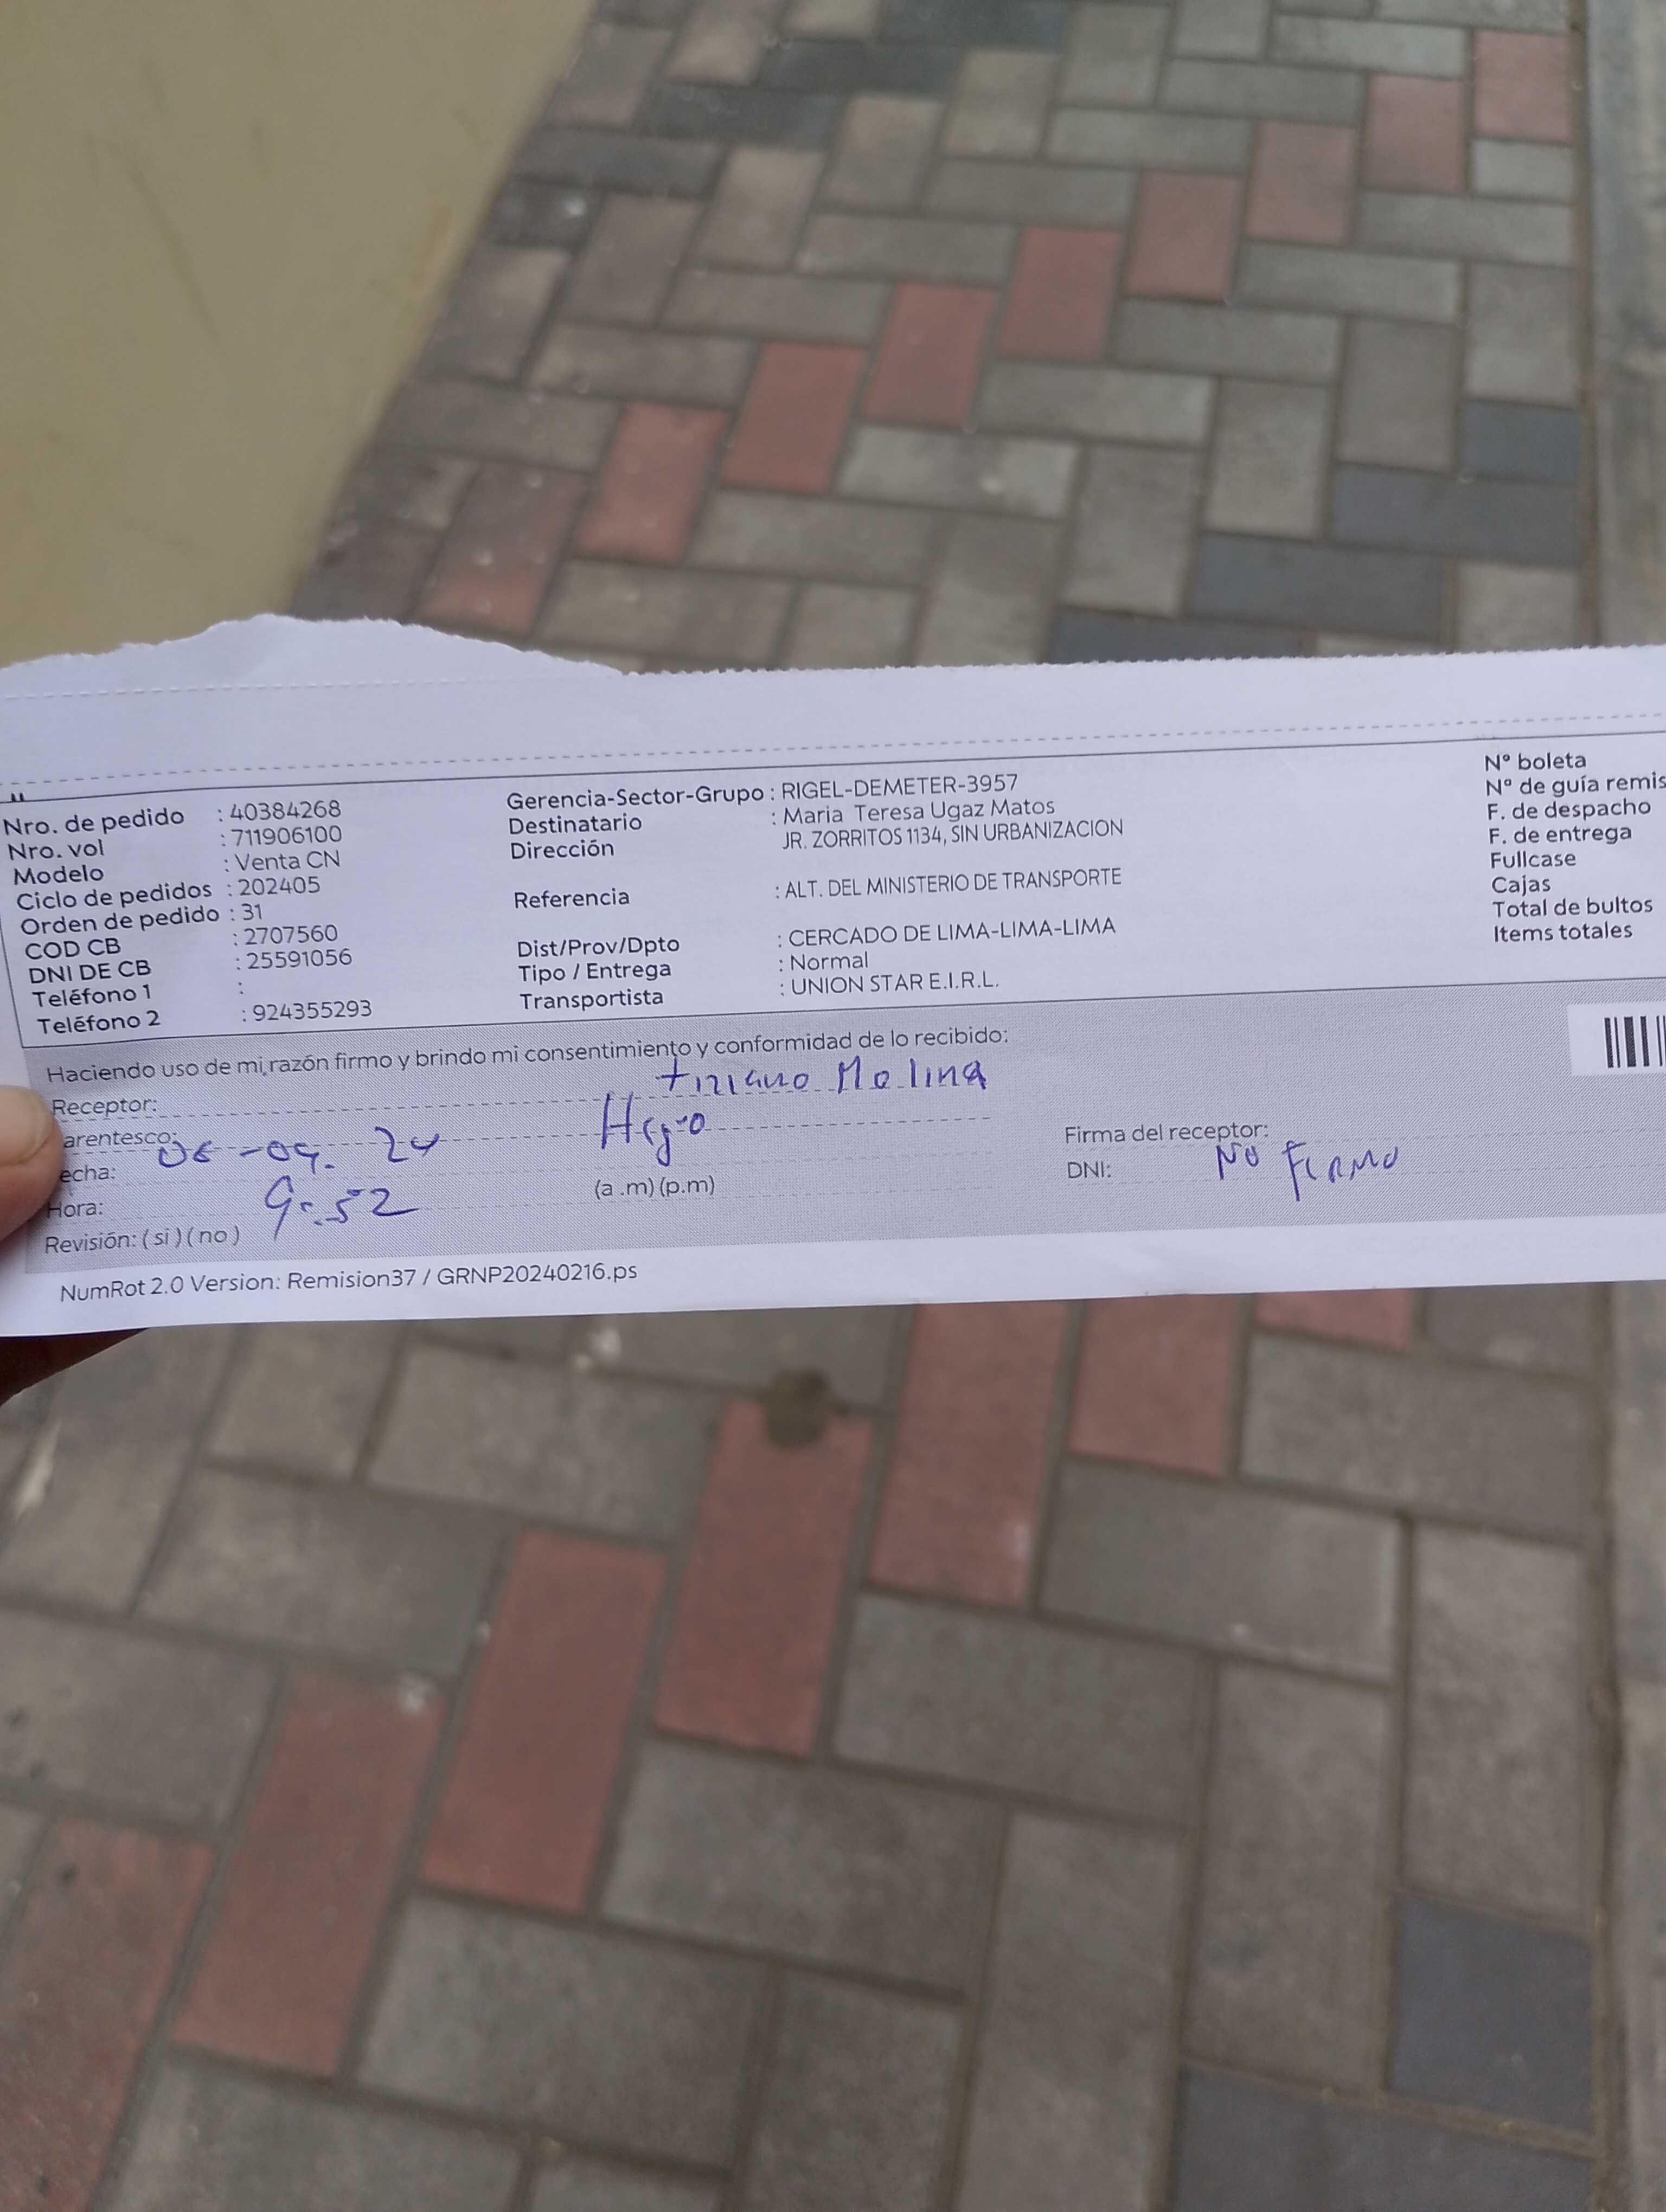 Nro. de pedido : 40384268
Nro. vol : 711906100
Modelo : Venta CN
Ciclo de pedidos : 202405
Orden de pedido : 31
COD CB : 2707560
DNI DE CB : 25591056
Teléfono 1 :
Teléfono 2 : 924355293
Gerencia-Sector-Grupo : RIGEL-DEMETER-3957
Destinatario : Maria Teresa Ugaz Matos
Dirección JR. ZORRITOS 1134, SIN URBANIZACION
Referencia : ALT. DEL MINISTERIO DE TRANSPORTE
Dist/Prov/Dpto : CERCADO DE LIMA-LIMA-LIMA
Tipo / Entrega : Normal
Transportista : UNION STAR E.I.R.L.
Nº boleta
Nº de guía remis
F. de despacho
F. de entrega
Fullcase
Cajas
Total de bultos
Items totales
Haciendo uso de mi razón firmo y brindo mi consentimiento y conformidad de lo recibido:
Receptor: tiziano Molina
arentesco:
echa: 06-04-24
Hora: 9:52 (a .m) (p.m)
Revisión: ( si ) ( no )
Firma del receptor:
DNI: No FIRMO
NumRot 2.0 Version: Remision37 / GRNP20240216.ps